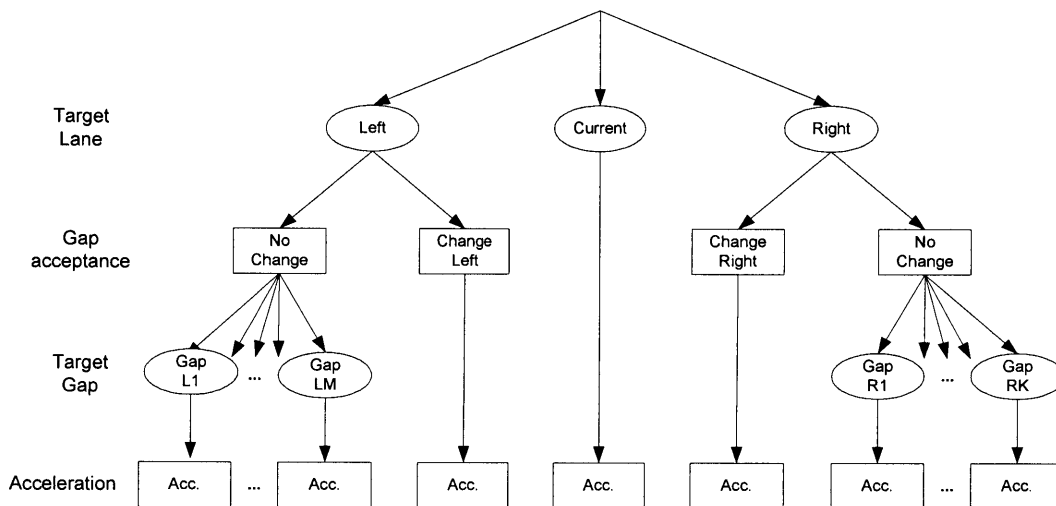 Target
Lane
Left
Current
Right
Gap
acceptance
No
Change
Change
Left
Change
Right
No
Change
Target
Gap
Gap
L1
...
Gap
LM
Gap
R1
...
Gap
RK
Acceleration
Acc.
...
Acc.
Acc.
Acc.
Acc.
Acc.
...
Acc.